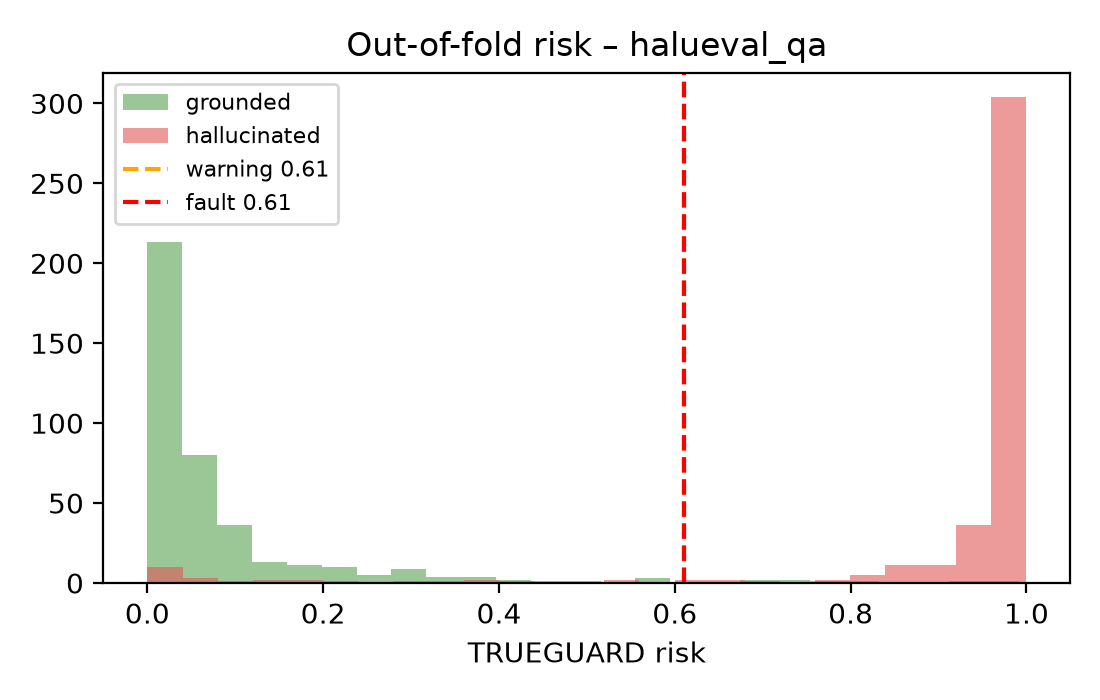 Out-of-fold risk – halueval_qa
grounded
hallucinated
warning 0.61
fault 0.61
300
250
200
150
100
50
0
0.0 0.2 0.4 0.6 0.8 1.0
TRUEGUARD risk